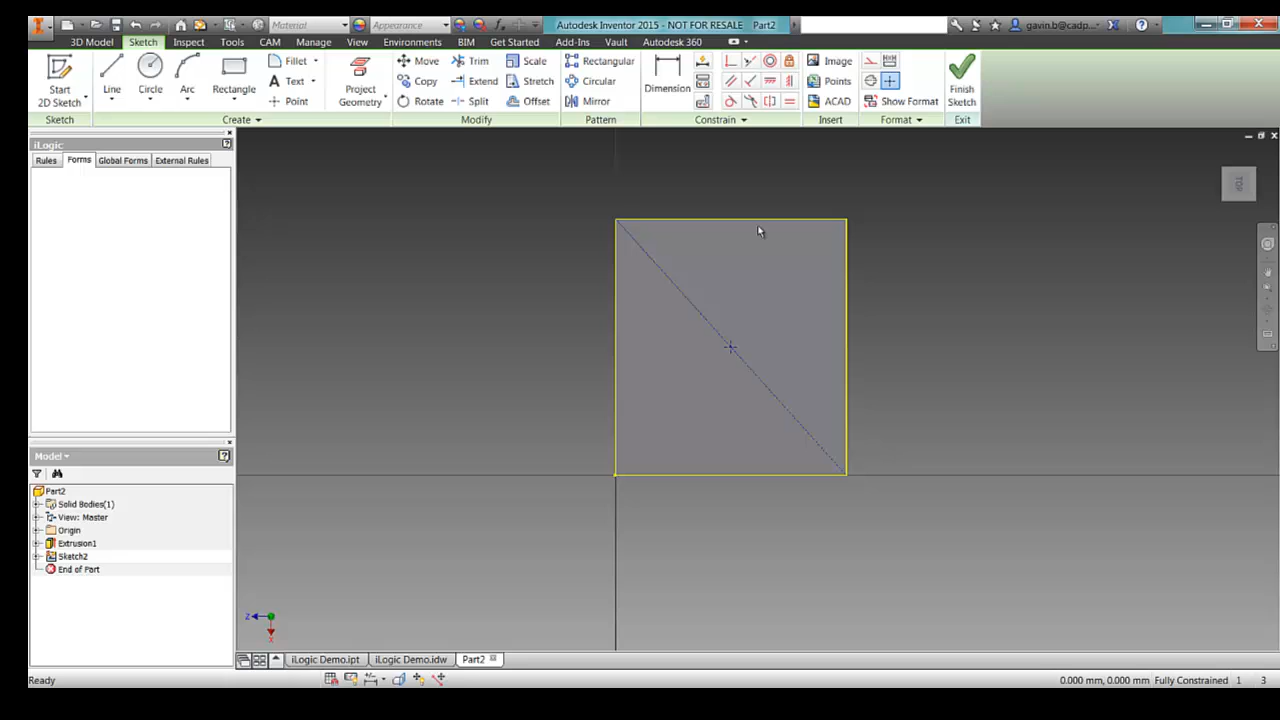 Material
Appearance
Autodesk Inventor 2015 - NOT FOR RESALE Part2
gavin.b@cadp...
3D Model Sketch Inspect Tools CAM Manage View Environments BIM Get Started Add-Ins Vault Autodesk 360
Start 2D Sketch
Line
Circle
Arc
Rectangle
Fillet
Text
Point
Project Geometry
Move
Copy
Rotate
Trim
Extend
Split
Scale
Stretch
Offset
Rectangular
Circular
Mirror
Dimension
Image
Points
ACAD
Show Format
Finish Sketch
Sketch Create Modify Pattern Constrain Insert Format Exit
iLogic
Rules Forms Global Forms External Rules
TOP
Model
Part2
Solid Bodies(1)
View: Master
Origin
Extrusion1
Sketch2
End of Part
Z
X
iLogic Demo.ipt iLogic Demo.idw Part2
Ready
0.000 mm, 0.000 mm Fully Constrained 1 3